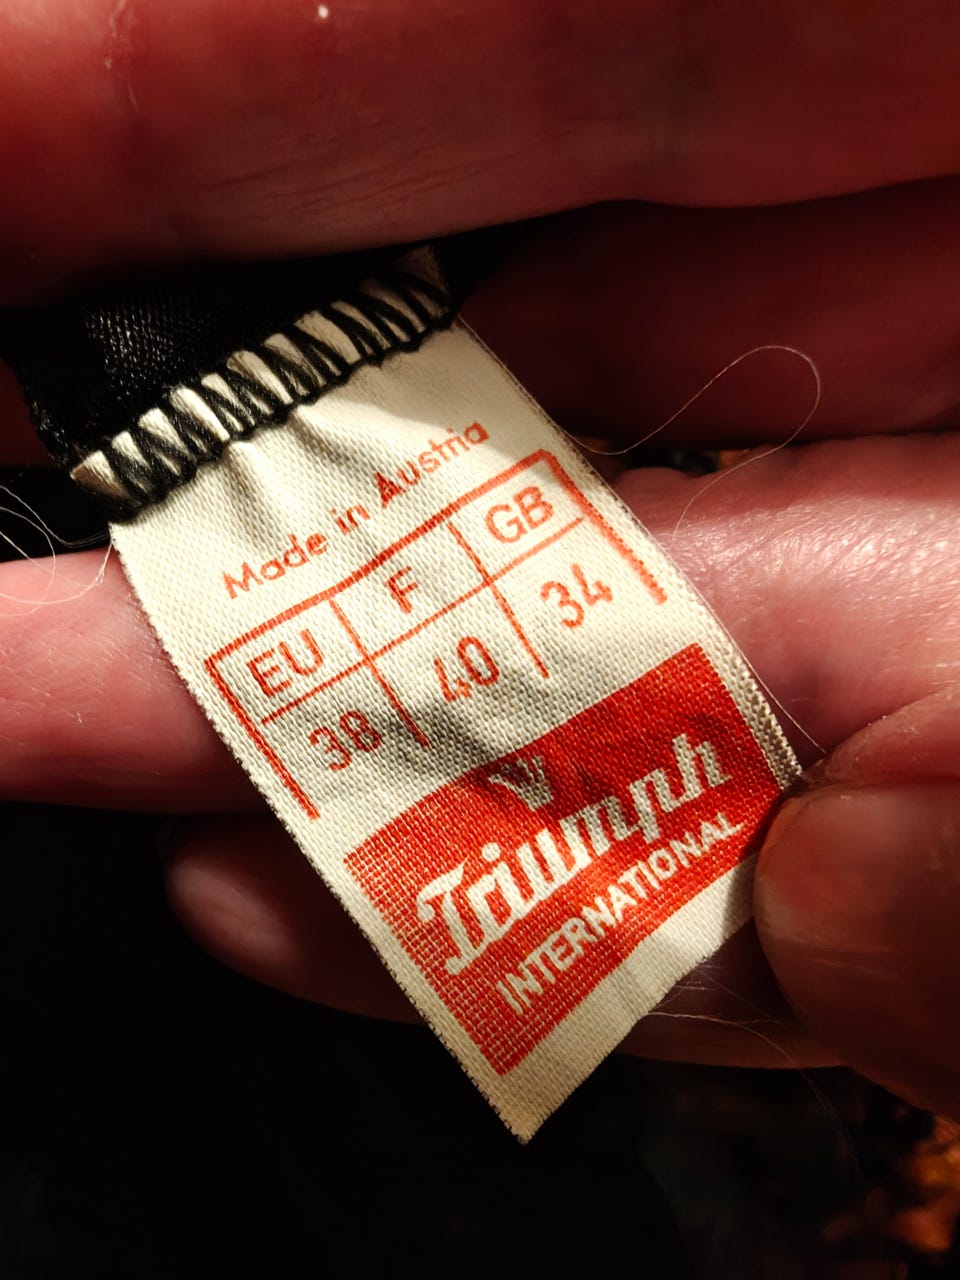 Made in Austria
EU F GB
38 40 34
Triumph
INTERNATIONAL